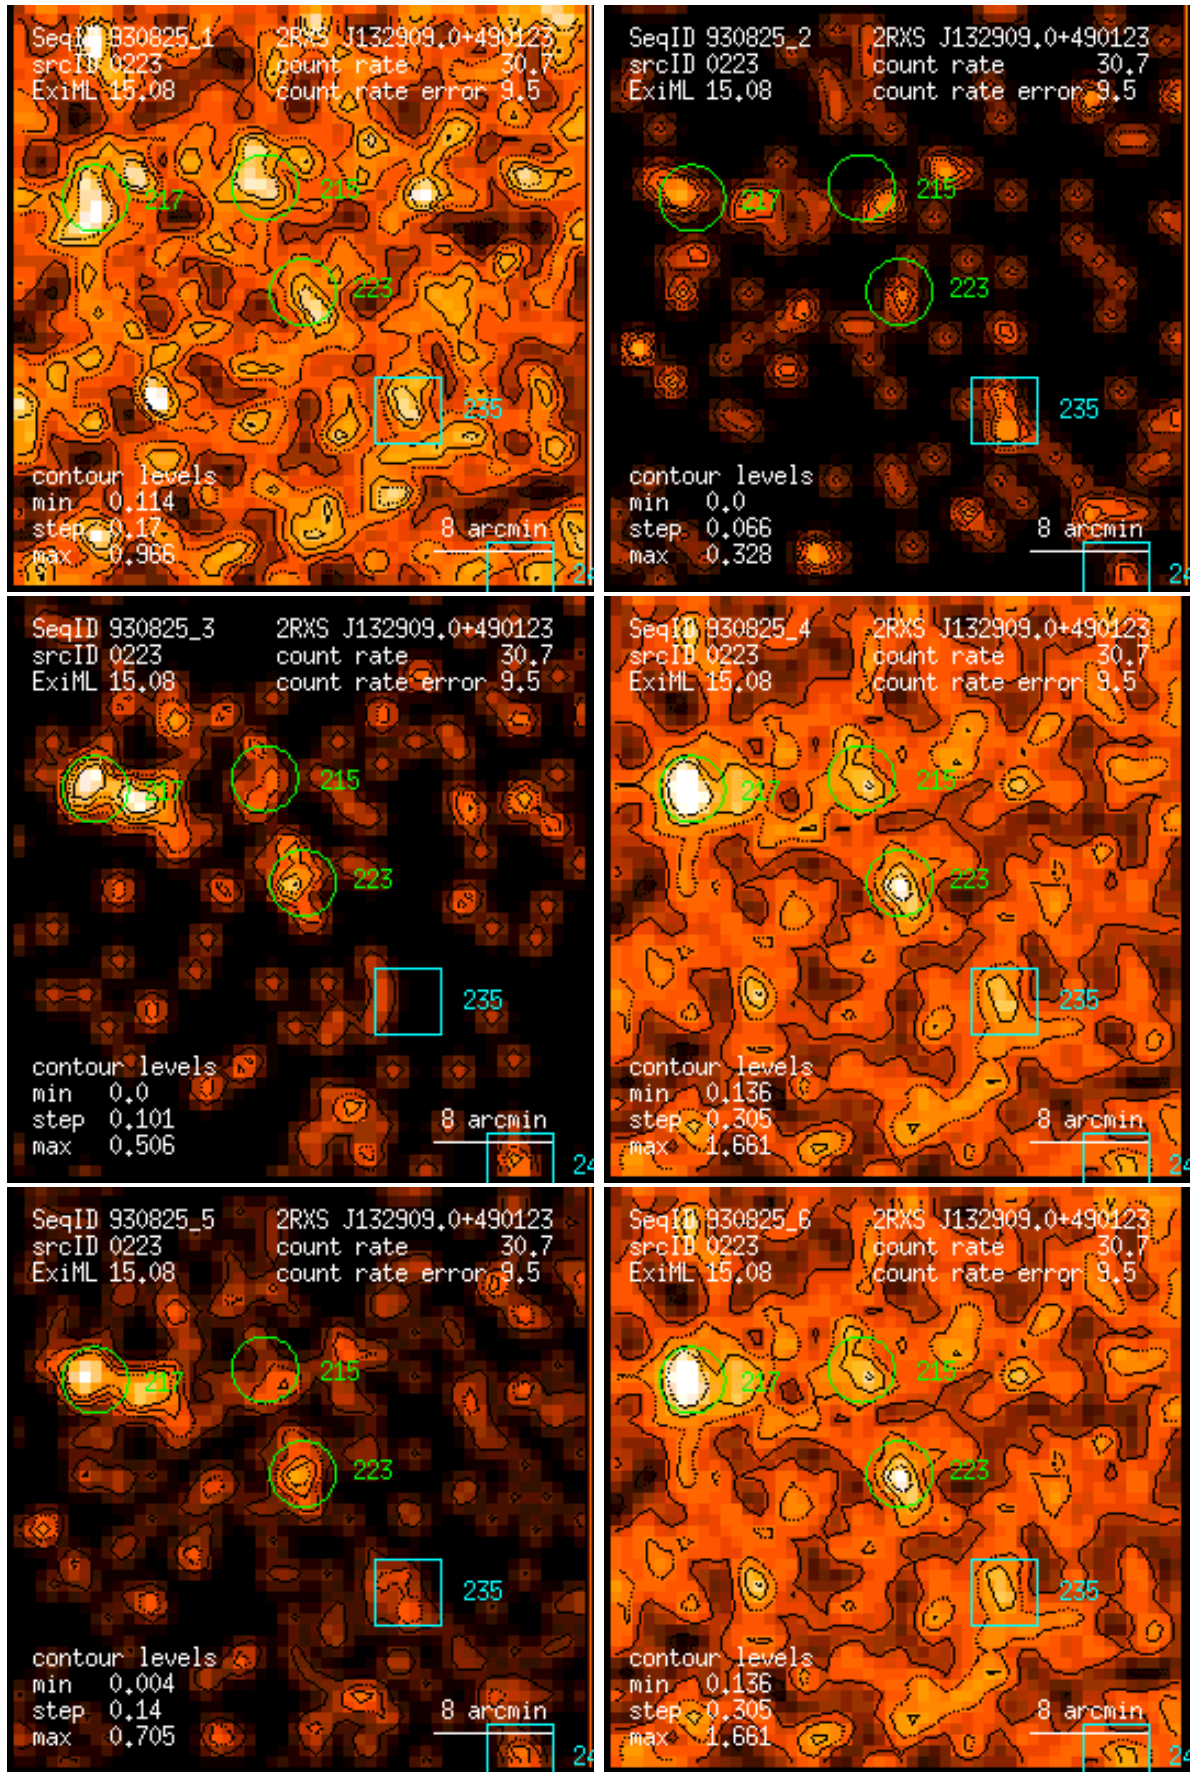 SeqID 930825_1 2RXS J132909.0+490123
srcID 0223 count rate 30.7
ExiML 15.08 count rate error 9.5
217 215
223
235
contour levels
min 0.114
step 0.17
max 0.966
8 arcmin
24
SeqID 930825_2 2RXS J132909.0+490123
srcID 0223 count rate 30.7
ExiML 15.08 count rate error 9.5
217 215
223
235
contour levels
min 0.0
step 0.066
max 0.328
8 arcmin
24
SeqID 930825_3 2RXS J132909.0+490123
srcID 0223 count rate 30.7
ExiML 15.08 count rate error 9.5
217 215
223
235
contour levels
min 0.0
step 0.101
max 0.506
8 arcmin
24
SeqID 930825_4 2RXS J132909.0+490123
srcID 0223 count rate 30.7
ExiML 15.08 count rate error 9.5
217 215
223
235
contour levels
min 0.136
step 0.305
max 1.661
8 arcmin
24
SeqID 930825_5 2RXS J132909.0+490123
srcID 0223 count rate 30.7
ExiML 15.08 count rate error 9.5
217 215
223
235
contour levels
min 0.004
step 0.14
max 0.705
8 arcmin
24
SeqID 930825_6 2RXS J132909.0+490123
srcID 0223 count rate 30.7
ExiML 15.08 count rate error 9.5
217 215
223
235
contour levels
min 0.136
step 0.305
max 1.661
8 arcmin
24